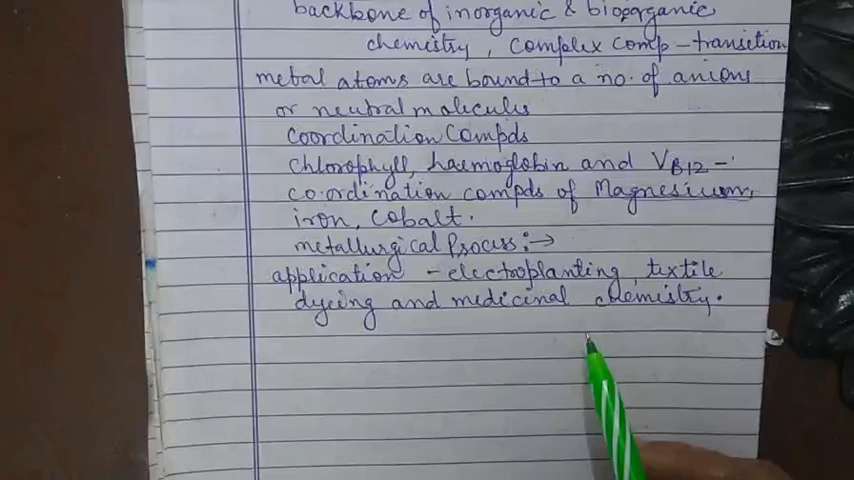 backbone of inorganic & bioorganic
chemistry, complex comp - transition
metal atoms are bound to a no. of anions
or neutral moleculis
coordination Compds
chlorophyll, haemoglobin and VB12 -
co-ordination compds of Magnesium,
iron, cobalt.
metallurgical Process :->
application - electroplanting, textile
dyeing and medicinal chemistry.